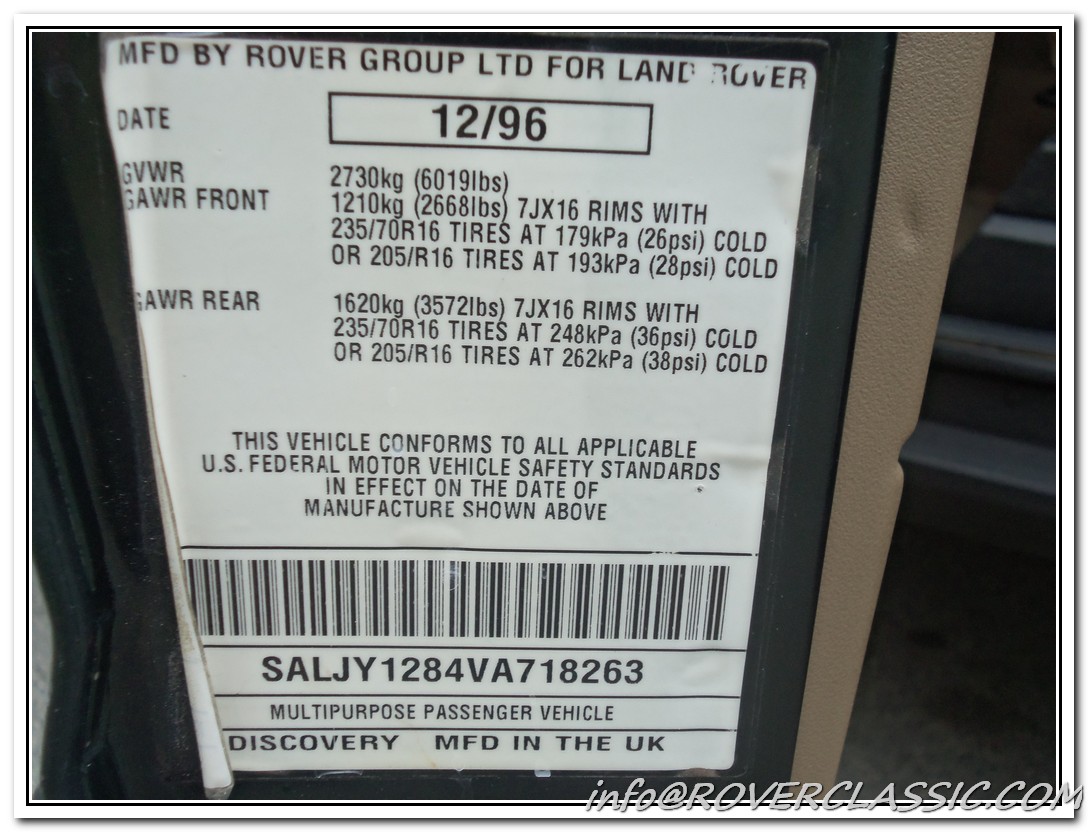 MFD BY ROVER GROUP LTD FOR LAND ROVER
DATE 12/96
GVWR 2730kg (6019lbs)
GAWR FRONT 1210kg (2668lbs) 7JX16 RIMS WITH
235/70R16 TIRES AT 179kPa (26psi) COLD
OR 205/R16 TIRES AT 193kPa (28psi) COLD
GAWR REAR 1620kg (3572lbs) 7JX16 RIMS WITH
235/70R16 TIRES AT 248kPa (36psi) COLD
OR 205/R16 TIRES AT 262kPa (38psi) COLD
THIS VEHICLE CONFORMS TO ALL APPLICABLE
U.S. FEDERAL MOTOR VEHICLE SAFETY STANDARDS
IN EFFECT ON THE DATE OF
MANUFACTURE SHOWN ABOVE
SALJY1284VA718263
MULTIPURPOSE PASSENGER VEHICLE
DISCOVERY MFD IN THE UK
info@ROVERCLASSIC.COM